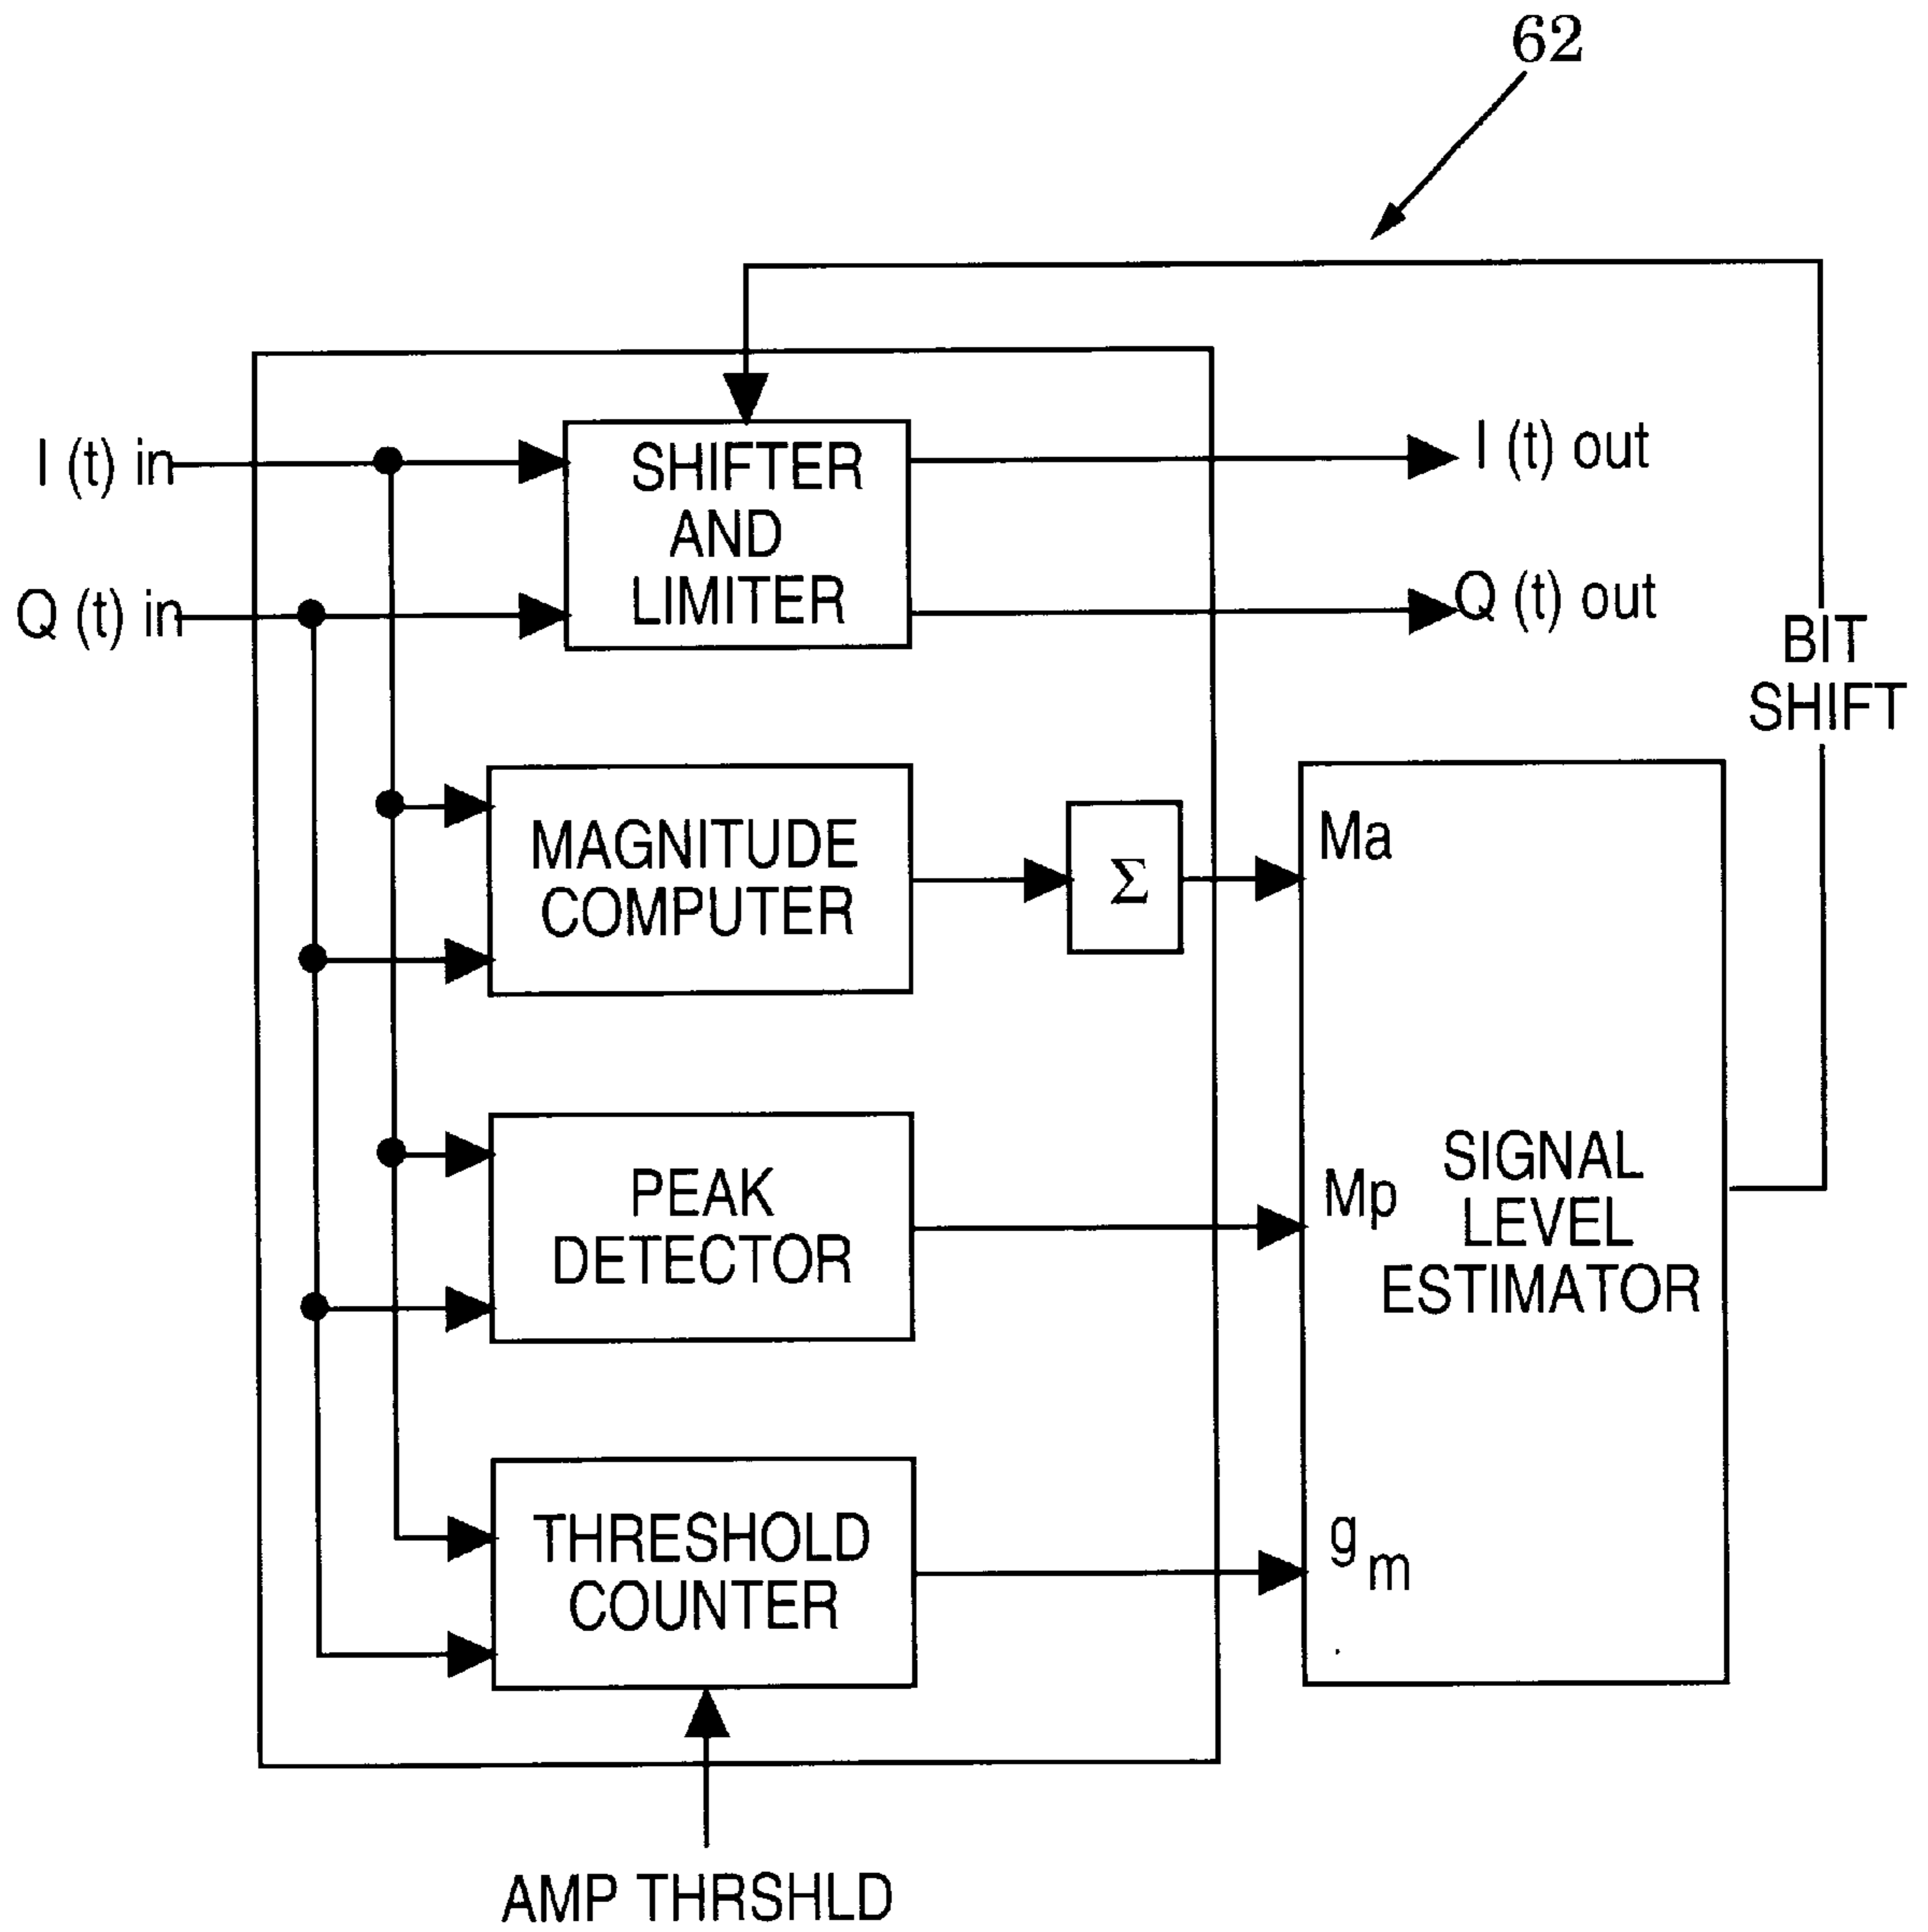 62
I (t) in
SHIFTER
AND
LIMITER
I (t) out
Q (t) in
Q (t) out
BIT
SHIFT
MAGNITUDE
COMPUTER
Σ
Ma
PEAK
DETECTOR
Mp
SIGNAL
LEVEL
ESTIMATOR
THRESHOLD
COUNTER
g m
AMP THRSHLD